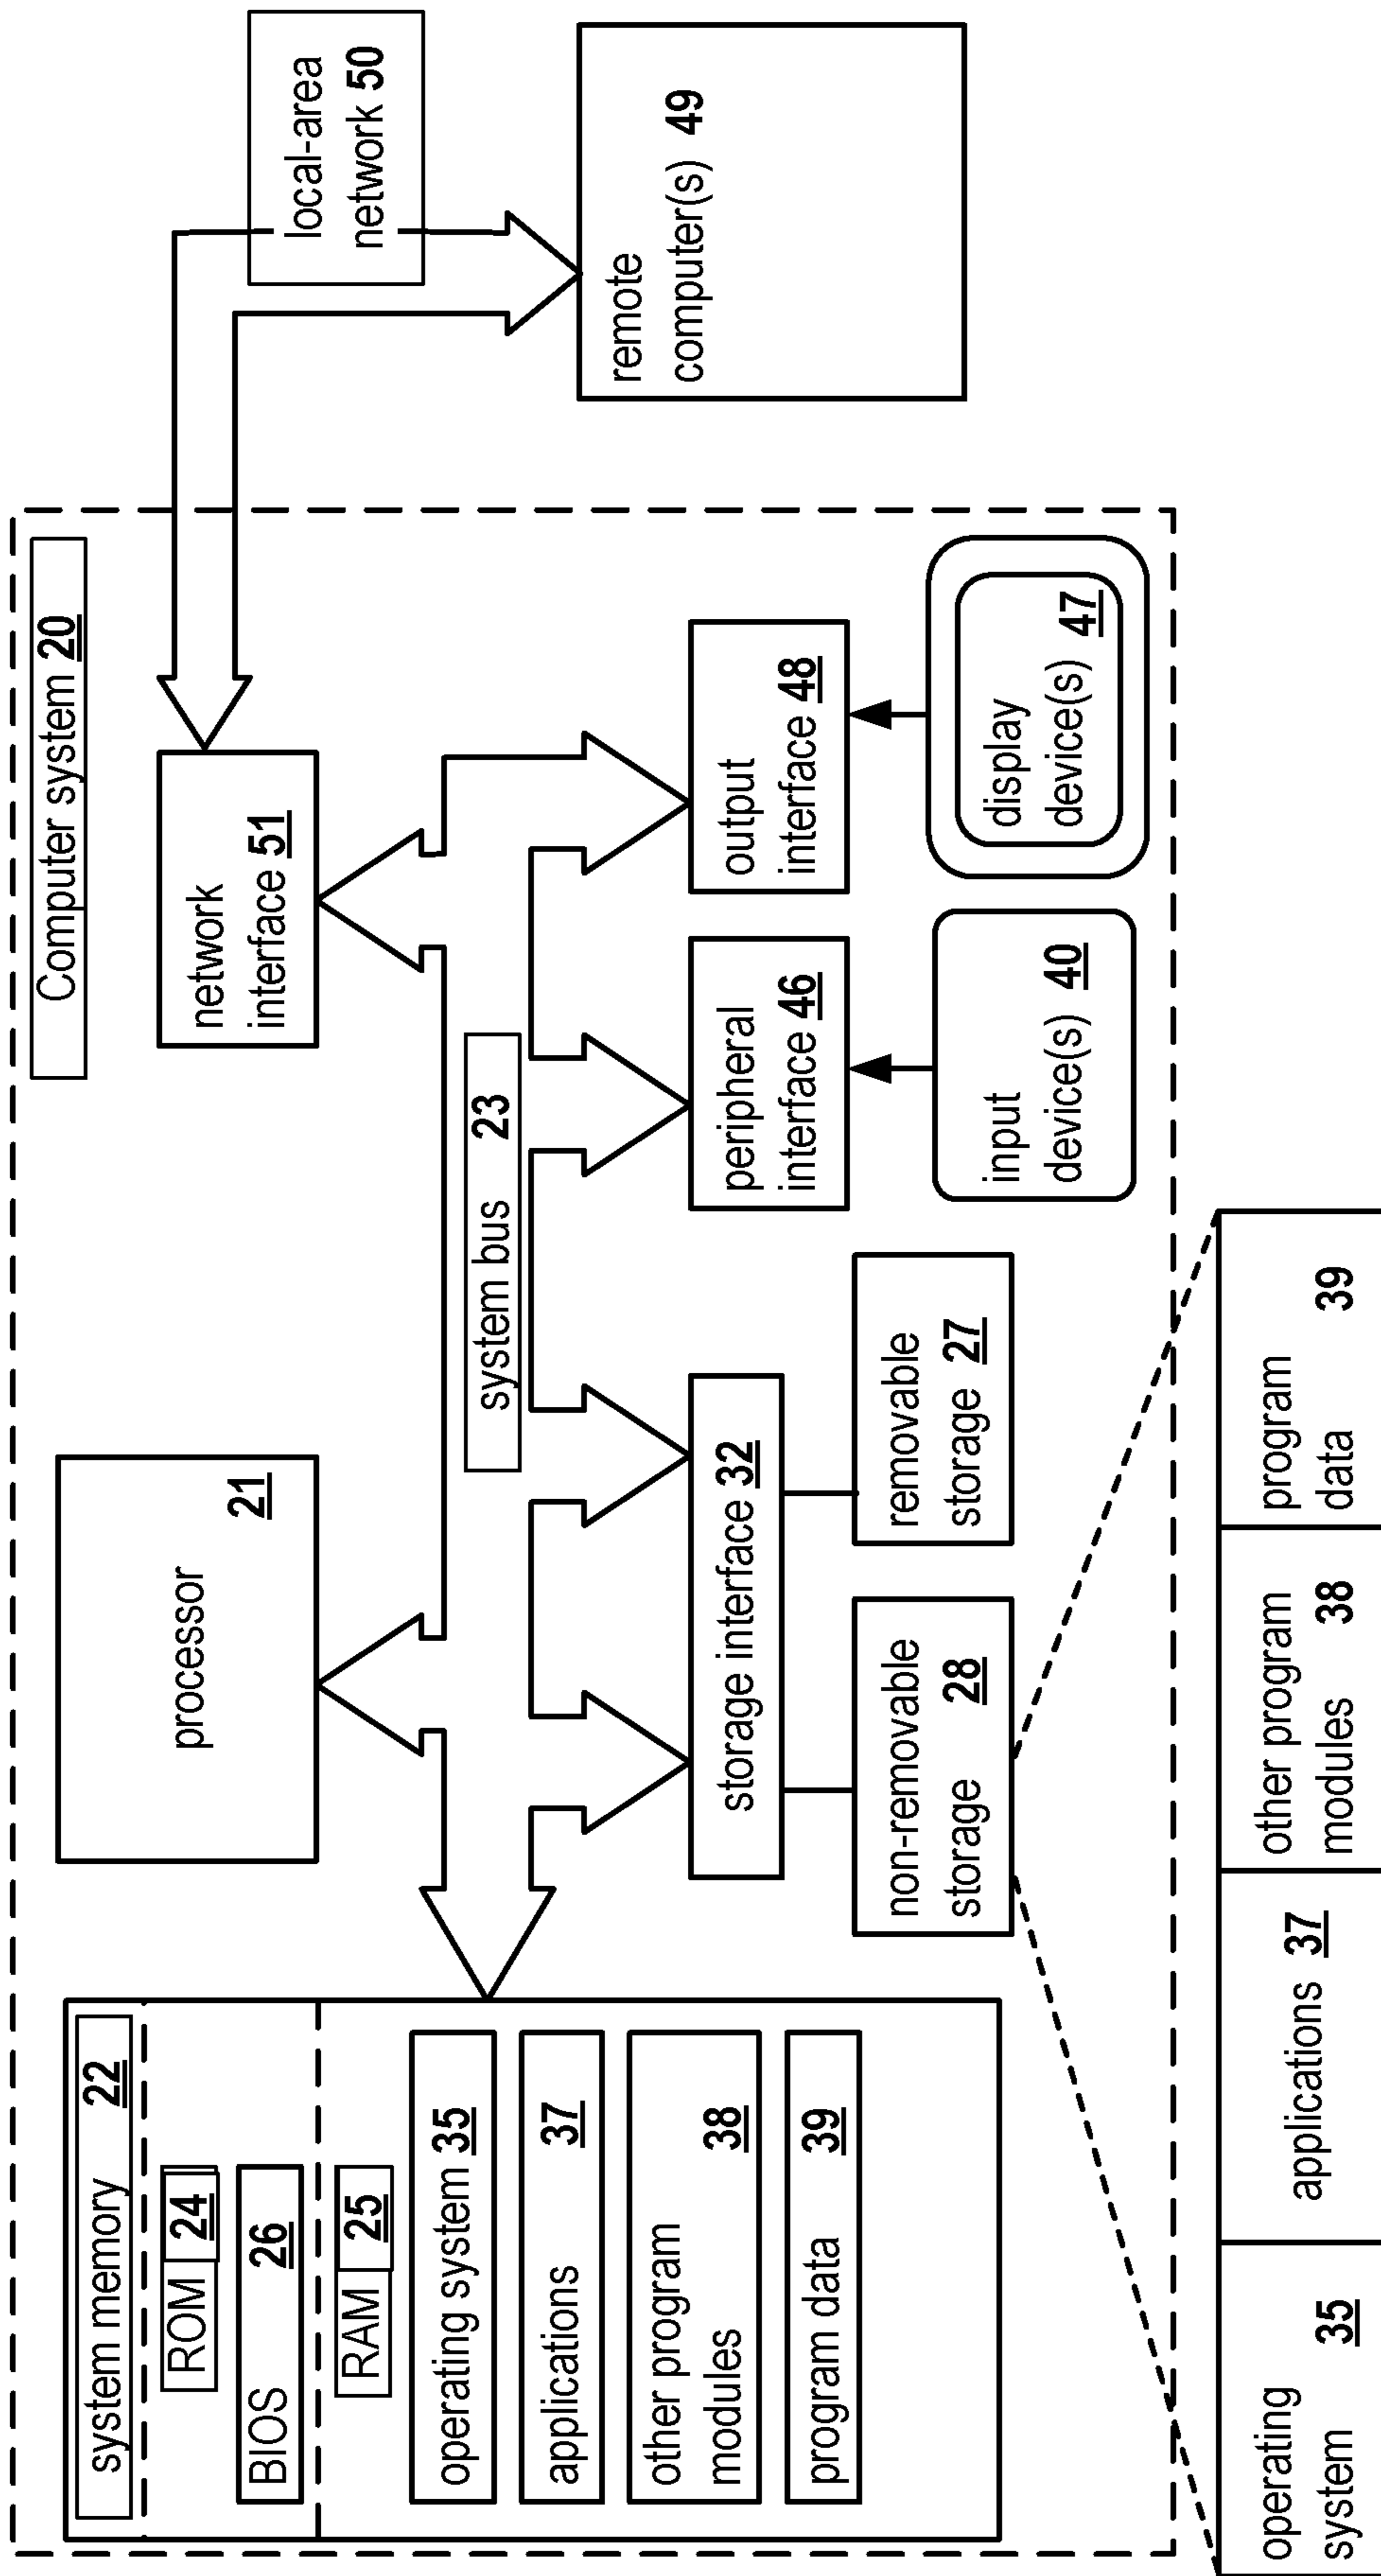 Computer system 20
system memory 22
ROM 24
BIOS 26
RAM 25
operating system 35
applications 37
other program
modules 38
program data 39
processor 21
network
interface 51
local-area
network 50
system bus 23
storage interface 32
peripheral
interface 46
output
interface 48
remote
computer(s) 49
non-removable
storage 28
removable
storage 27
input
device(s) 40
display
device(s) 47
operating
system 35
applications 37
other program
modules 38
program
data 39